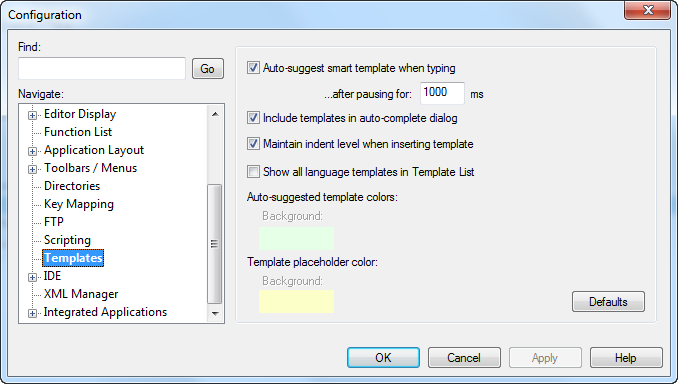 Configuration
Find:
Go
Navigate:
Editor Display
Function List
Application Layout
Toolbars / Menus
Directories
Key Mapping
FTP
Scripting
Templates
IDE
XML Manager
Integrated Applications
Auto-suggest smart template when typing
...after pausing for: 1000 ms
Include templates in auto-complete dialog
Maintain indent level when inserting template
Show all language templates in Template List
Auto-suggested template colors:
Background:
Template placeholder color:
Background:
Defaults
OK Cancel Apply Help